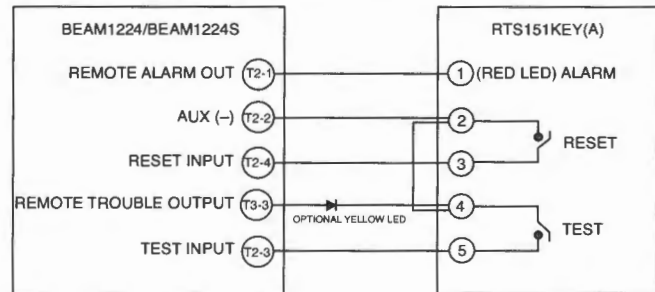 BEAM1224/BEAM1224S RTS151KEY(A)
REMOTE ALARM OUT T2-1 1 (RED LED) ALARM
AUX (–) T2-2 2
RESET
RESET INPUT T2-4 3
REMOTE TROUBLE OUTPUT T3-3 4
OPTIONAL YELLOW LED
TEST
TEST INPUT T2-3 5